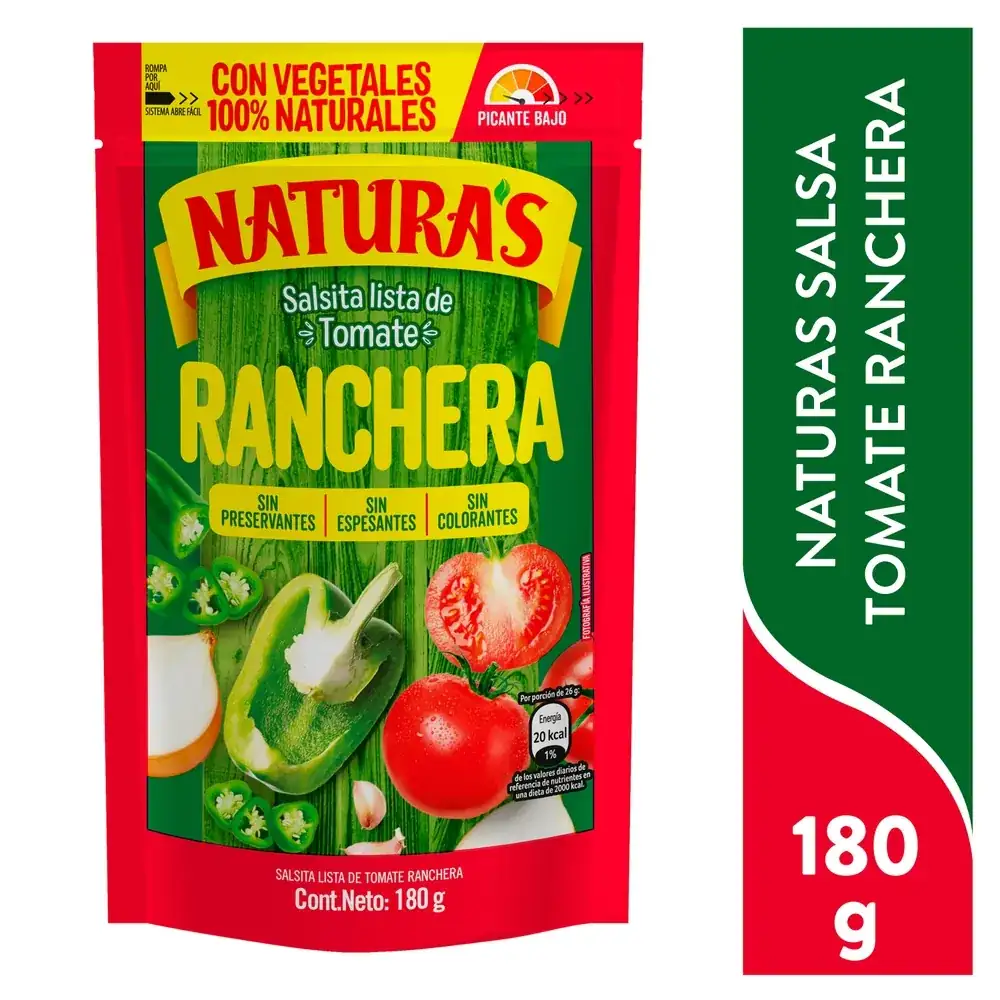 ROMPA
POR
AQUÍ
SISTEMA ABRE FÁCIL
CON VEGETALES
100% NATURALES
PICANTE BAJO
NATURA'S
Salsita lista de
Tomate
RANCHERA
SIN
PRESERVANTES
SIN
ESPESANTES
SIN
COLORANTES
FOTOGRAFÍA ILUSTRATIVA
Por porción de 26 g:
Energía
20 kcal
1%
de los valores diarios de
referencia de nutrientes en
una dieta de 2000 kcal.
SALSITA LISTA DE TOMATE RANCHERA
Cont.Neto: 180 g
NATURAS SALSA
TOMATE RANCHERA
180
g